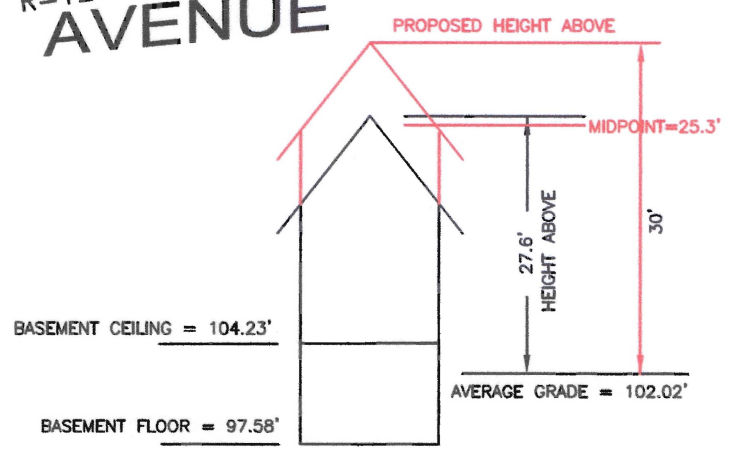 AVENUE
PROPOSED HEIGHT ABOVE
MIDPOINT=25.3'
27.6'
HEIGHT ABOVE
30'
BASEMENT CEILING = 104.23'
AVERAGE GRADE = 102.02'
BASEMENT FLOOR = 97.58'